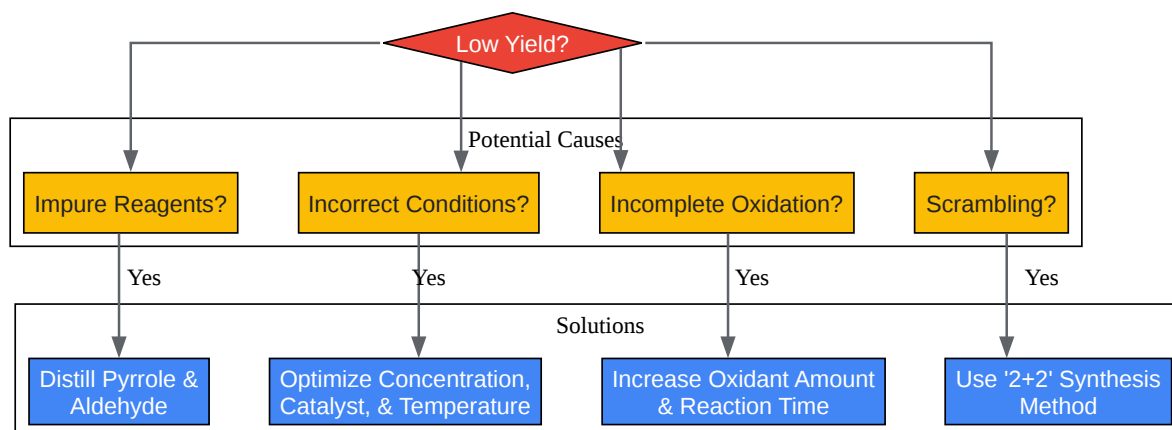 Low Yield?
Potential Causes
Impure Reagents?
Incorrect Conditions?
Incomplete Oxidation?
Scrambling?
Yes
Yes
Yes
Yes
Solutions
Distill Pyrrole &
Aldehyde
Optimize Concentration,
Catalyst, & Temperature
Increase Oxidant Amount
& Reaction Time
Use '2+2' Synthesis
Method